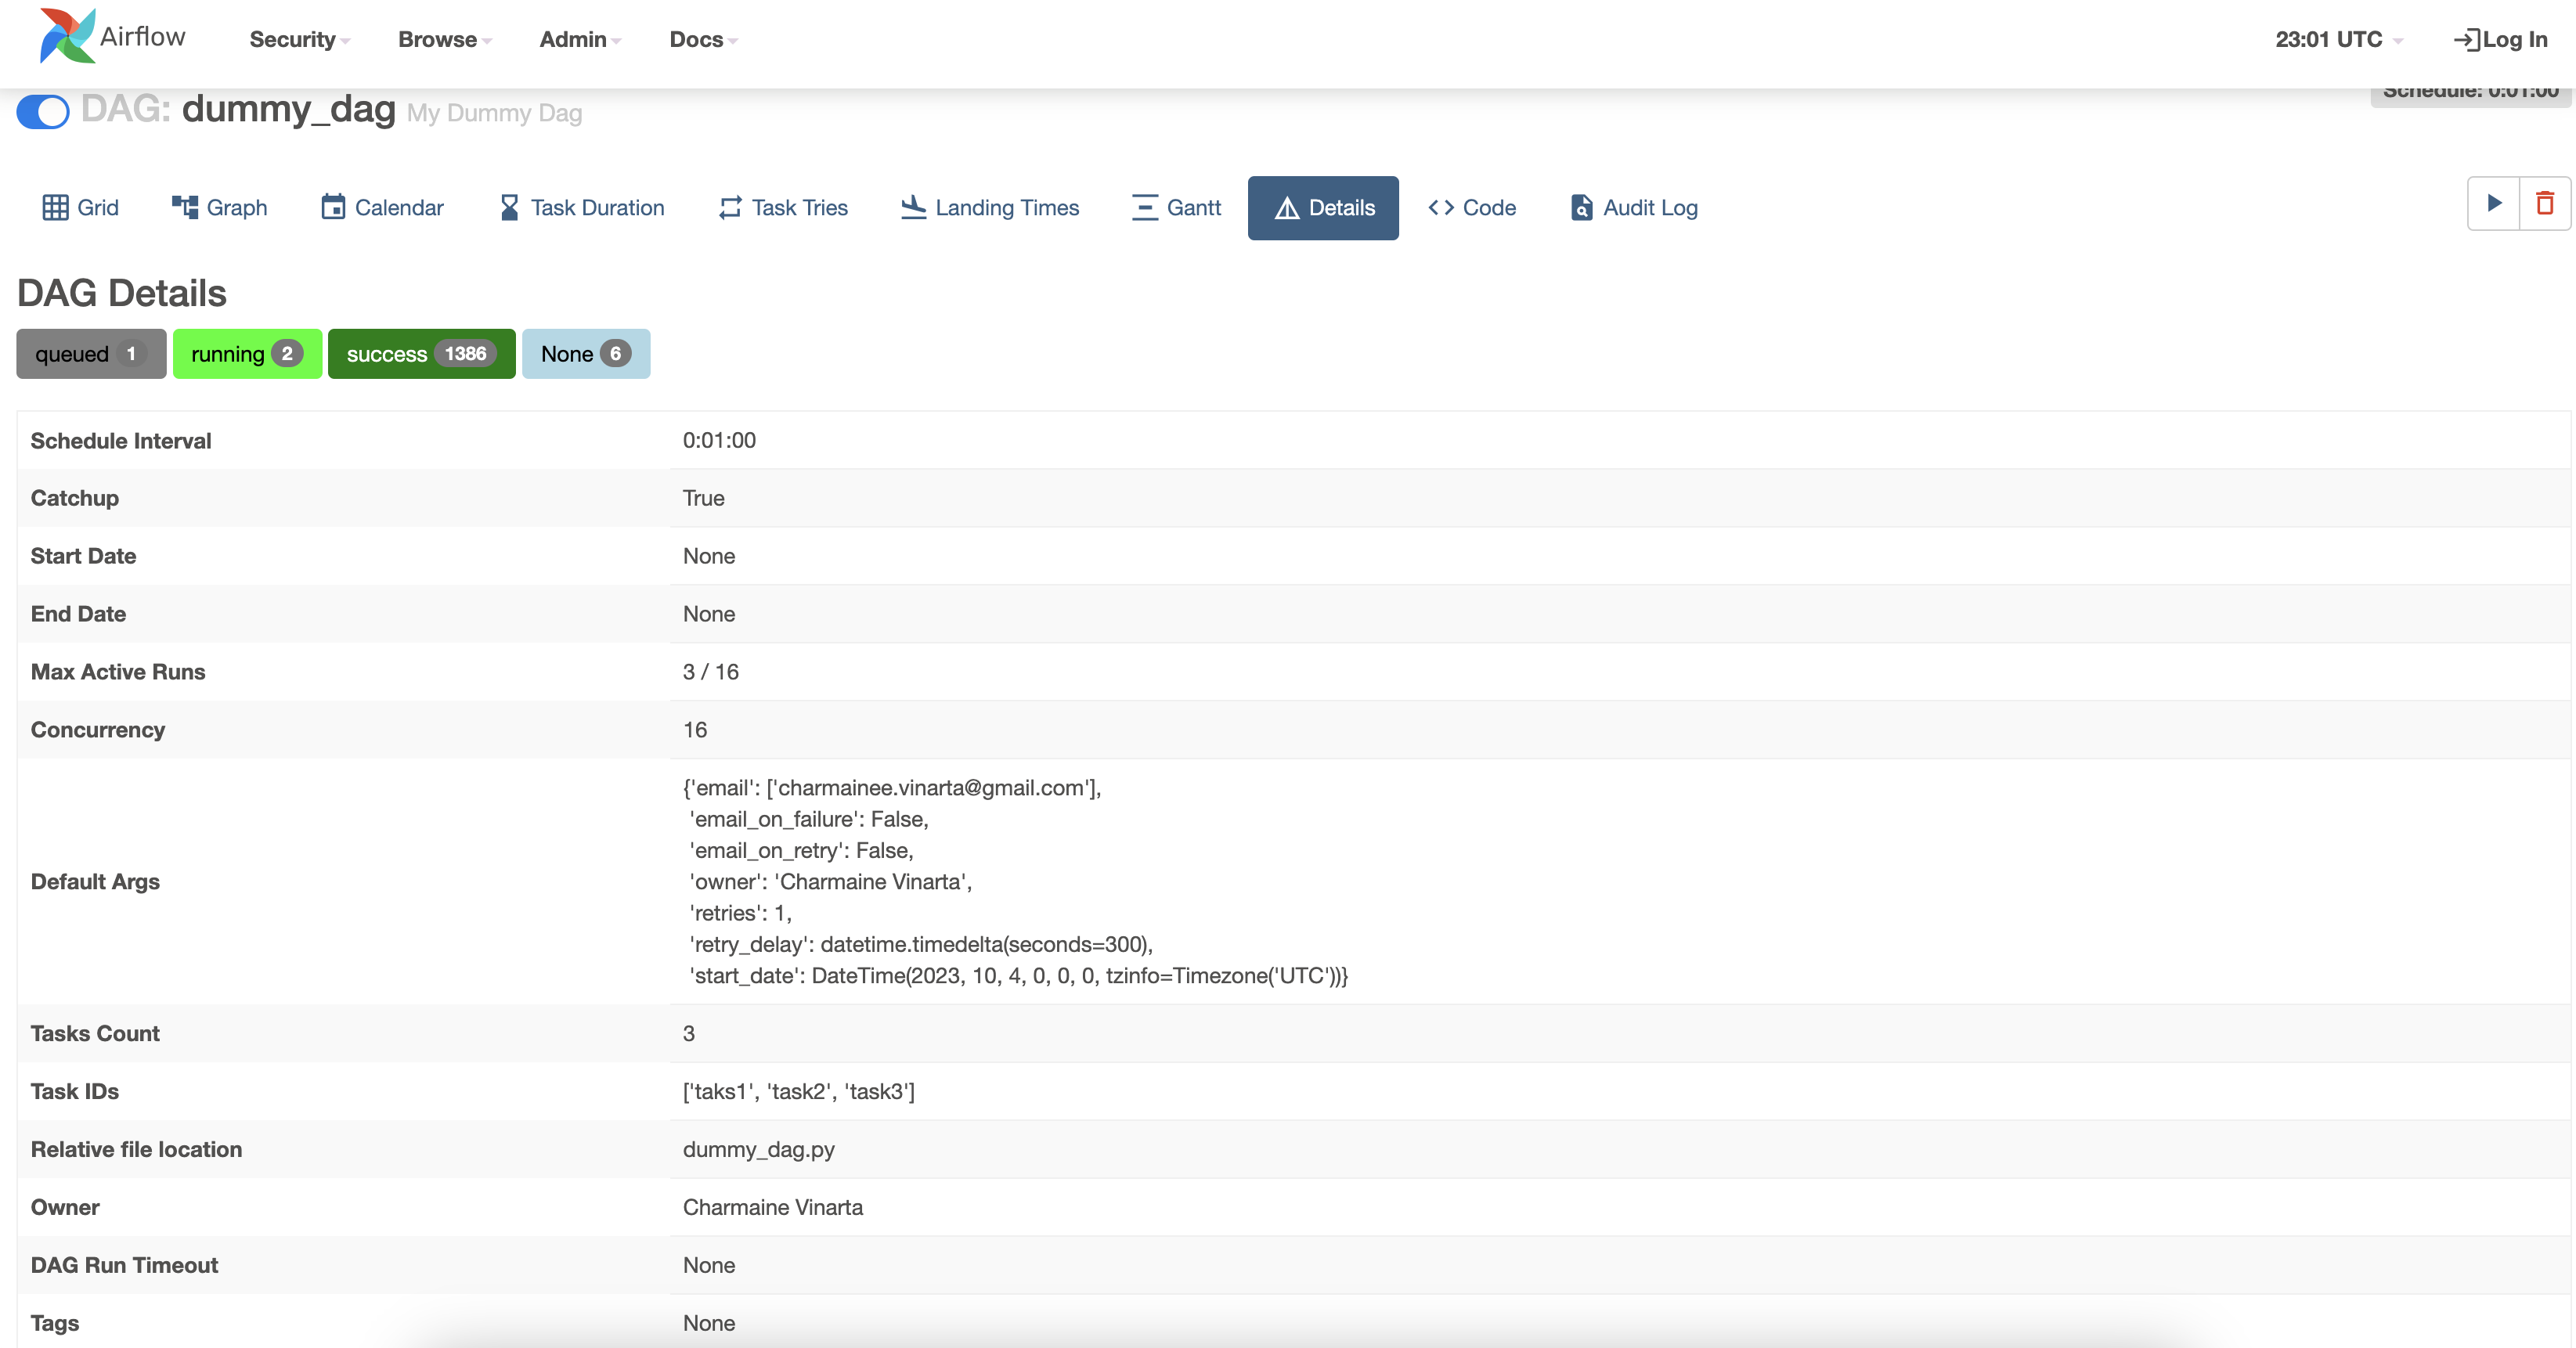 Airflow Security Browse Admin Docs 23:01 UTC Log In
Schedule: 0:01:00
DAG: dummy_dag My Dummy Dag
Grid Graph Calendar Task Duration Task Tries Landing Times Gantt Details Code Audit Log
DAG Details
queued 1 running 2 success 1386 None 6
Schedule Interval 0:01:00
Catchup True
Start Date None
End Date None
Max Active Runs 3 / 16
Concurrency 16
{'email': ['charmainee.vinarta@gmail.com'],
'email_on_failure': False,
'email_on_retry': False,
Default Args 'owner': 'Charmaine Vinarta',
'retries': 1,
'retry_delay': datetime.timedelta(seconds=300),
'start_date': DateTime(2023, 10, 4, 0, 0, 0, tzinfo=Timezone('UTC'))}
Tasks Count 3
Task IDs ['taks1', 'task2', 'task3']
Relative file location dummy_dag.py
Owner Charmaine Vinarta
DAG Run Timeout None
Tags None